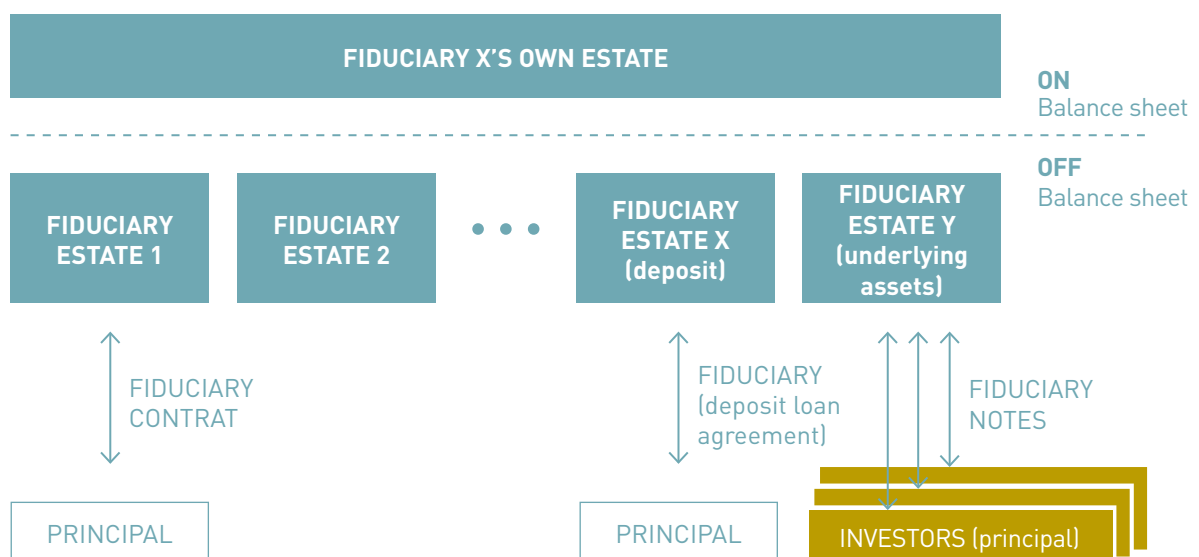 FIDUCIARY X'S OWN ESTATE
ON
Balance sheet
OFF
Balance sheet
FIDUCIARY
ESTATE 1
FIDUCIARY
ESTATE 2
FIDUCIARY
ESTATE X
(deposit)
FIDUCIARY
ESTATE Y
(underlying
assets)
FIDUCIARY
CONTRAT
FIDUCIARY
(deposit loan
agreement)
FIDUCIARY
NOTES
PRINCIPAL
PRINCIPAL
INVESTORS (principal)